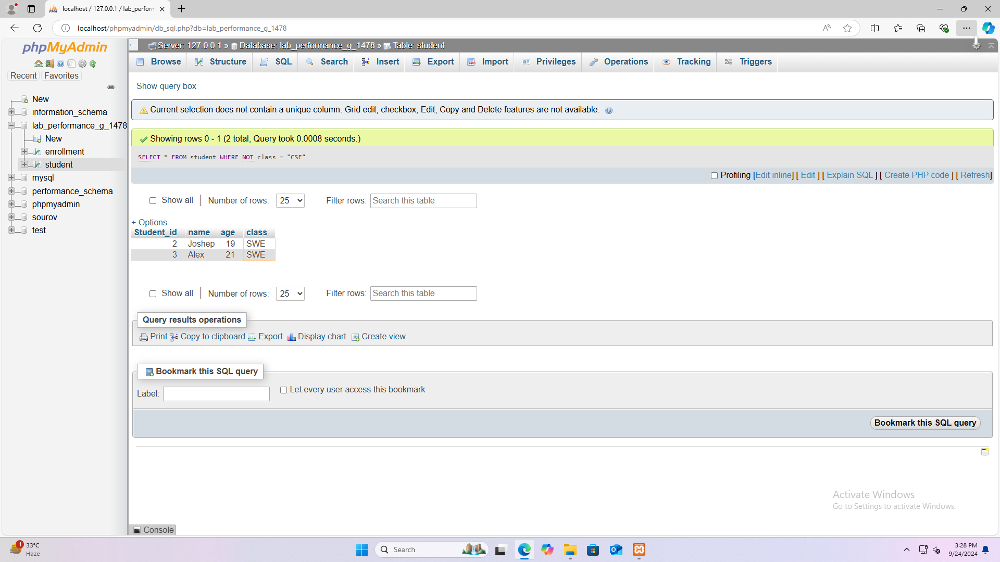 localhost / 127.0.0.1 / lab_perform
localhost/phpmyadmin/db_sql.php?db=lab_performance_g_1478
phpMyAdmin
Recent Favorites
New
information_schema
lab_performance_g_1478
New
enrollment
student
mysql
performance_schema
phpmyadmin
sourov
test
Server: 127.0.0.1 » Database: lab_performance_g_1478 » Table: student
Browse Structure SQL Search Insert Export Import Privileges Operations Tracking Triggers
Show query box
Current selection does not contain a unique column. Grid edit, checkbox, Edit, Copy and Delete features are not available.
Showing rows 0 - 1 (2 total, Query took 0.0008 seconds.)
SELECT * FROM student WHERE NOT class = "CSE"
Profiling [Edit inline] [ Edit ] [ Explain SQL ] [ Create PHP code ] [ Refresh]
Show all | Number of rows: 25 Filter rows: Search this table
+ Options
Student_id name age class
2 Joshep 19 SWE
3 Alex 21 SWE
Show all | Number of rows: 25 Filter rows: Search this table
Query results operations
Print Copy to clipboard Export Display chart Create view
Bookmark this SQL query
Label: Let every user access this bookmark
Bookmark this SQL query
Activate Windows
Go to Settings to activate Windows.
Console
1
33°C
Haze
Search
3:28 PM
9/24/2024